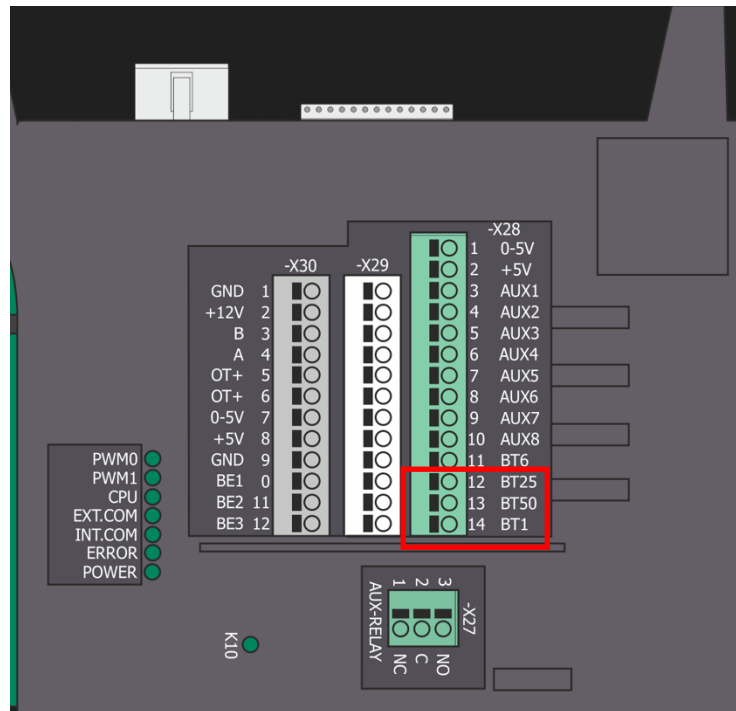 -X28
1 0-5V
-X30 -X29 2 +5V
GND 1 3 AUX1
+12V 2 4 AUX2
B 3 5 AUX3
A 4 6 AUX4
OT+ 5 7 AUX5
OT+ 6 8 AUX6
0-5V 7 9 AUX7
+5V 8 10 AUX8
GND 9 11 BT6
BE1 0 12 BT25
BE2 11 13 BT50
BE3 12 14 BT1
PWM0
PWM1
CPU
EXT.COM
INT.COM
ERROR
POWER
K10
AUX-RELAY
1 2 3
-X27
NC C NO